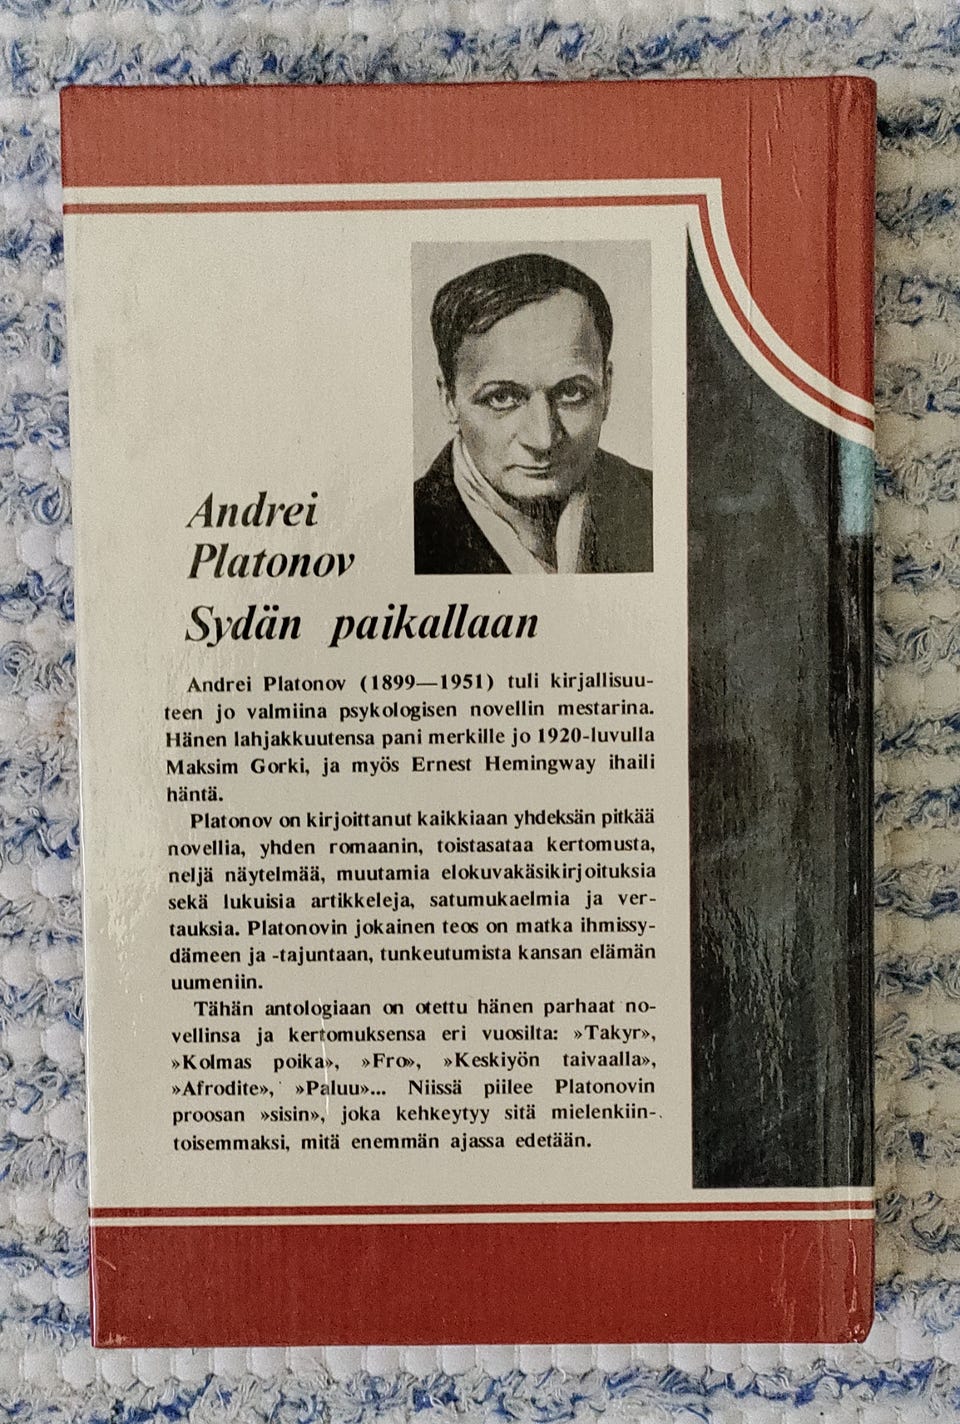 Andrei
Platonov
Sydän paikallaan
Andrei Platonov (1899—1951) tuli kirjallisuu-
teen jo valmiina psykologisen novellin mestarina.
Hänen lahjakkuutensa pani merkille jo 1920-luvulla
Maksim Gorki, ja myös Ernest Hemingway ihaili
häntä.
Platonov on kirjoittanut kaikkiaan yhdeksän pitkää
novellia, yhden romaanin, toistasataa kertomusta,
neljä näytelmää, muutamia elokuvakäsikirjoituksia
sekä lukuisia artikkeleja, satumukaelmia ja ver-
tauksia. Platonovin jokainen teos on matka ihmissy-
dämeen ja -tajuntaan, tunkeutumista kansan elämän
uumeniin.
Tähän antologiaan on otettu hänen parhaat no-
vellinsa ja kertomuksensa eri vuosilta: »Takyr»,
»Kolmas poika», »Fro», »Keskiyön taivaalla»,
»Afrodite», »Paluu»... Niissä piilee Platonovin
proosan »sisin», joka kehkeytyy sitä mielenkiin-
toisemmaksi, mitä enemmän ajassa edetään.